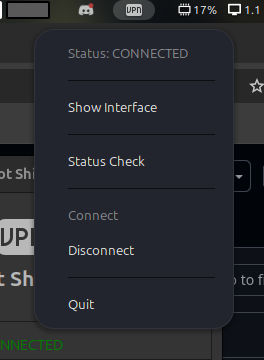 VPN
17%
1.1
Status: CONNECTED
Show Interface
Status Check
Connect
Disconnect
Quit
ot Shi
VPN
t Sh
NNECTED
o to fi